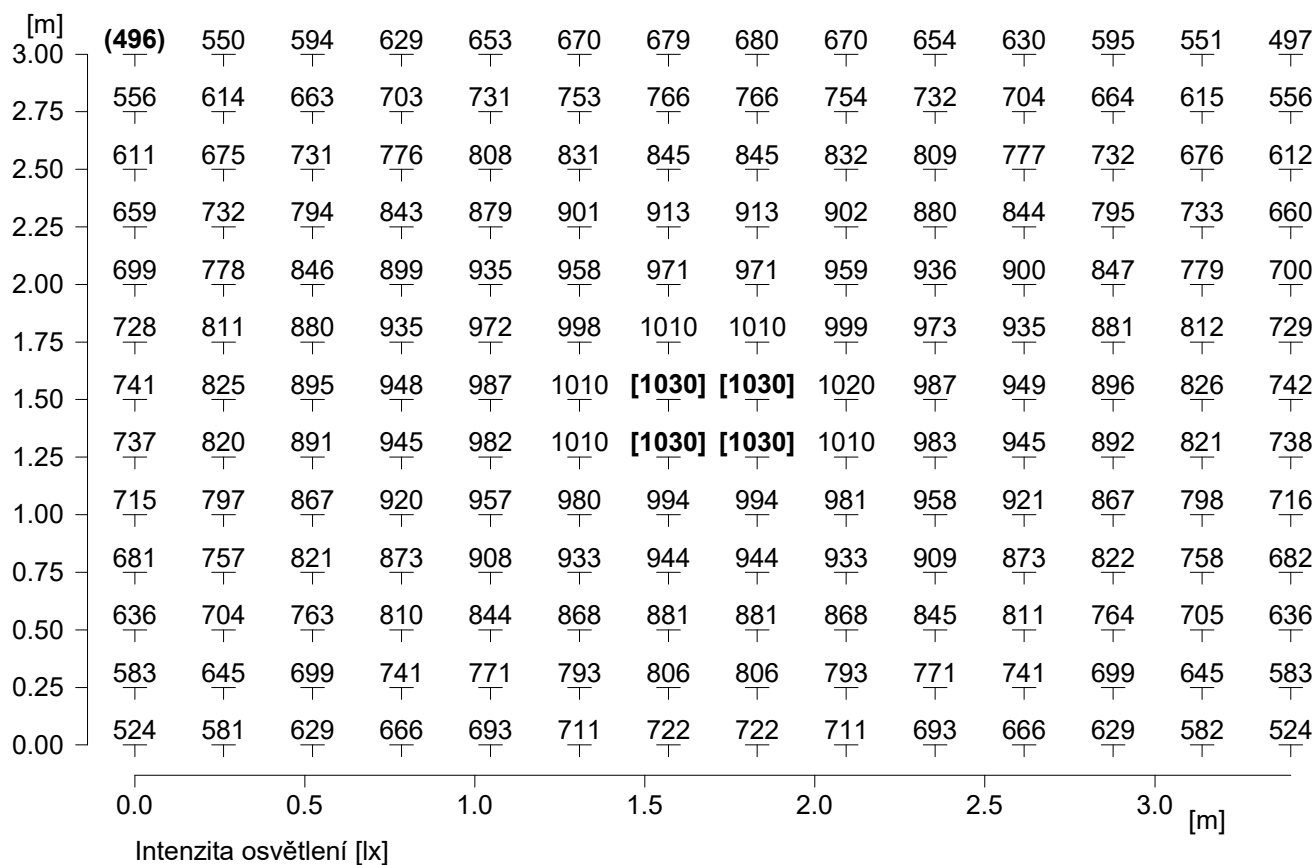 [m]
3.00 (496) 550 594 629 653 670 679 680 670 654 630 595 551 497
2.75 556 614 663 703 731 753 766 766 754 732 704 664 615 556
2.50 611 675 731 776 808 831 845 845 832 809 777 732 676 612
2.25 659 732 794 843 879 901 913 913 902 880 844 795 733 660
2.00 699 778 846 899 935 958 971 971 959 936 900 847 779 700
1.75 728 811 880 935 972 998 1010 1010 999 973 935 881 812 729
1.50 741 825 895 948 987 1010 [1030] [1030] 1020 987 949 896 826 742
1.25 737 820 891 945 982 1010 [1030] [1030] 1010 983 945 892 821 738
1.00 715 797 867 920 957 980 994 994 981 958 921 867 798 716
0.75 681 757 821 873 908 933 944 944 933 909 873 822 758 682
0.50 636 704 763 810 844 868 881 881 868 845 811 764 705 636
0.25 583 645 699 741 771 793 806 806 793 771 741 699 645 583
0.00 524 581 629 666 693 711 722 722 711 693 666 629 582 524
0.0 0.5 1.0 1.5 2.0 2.5 3.0 [m]
Intenzita osvětlení [lx]